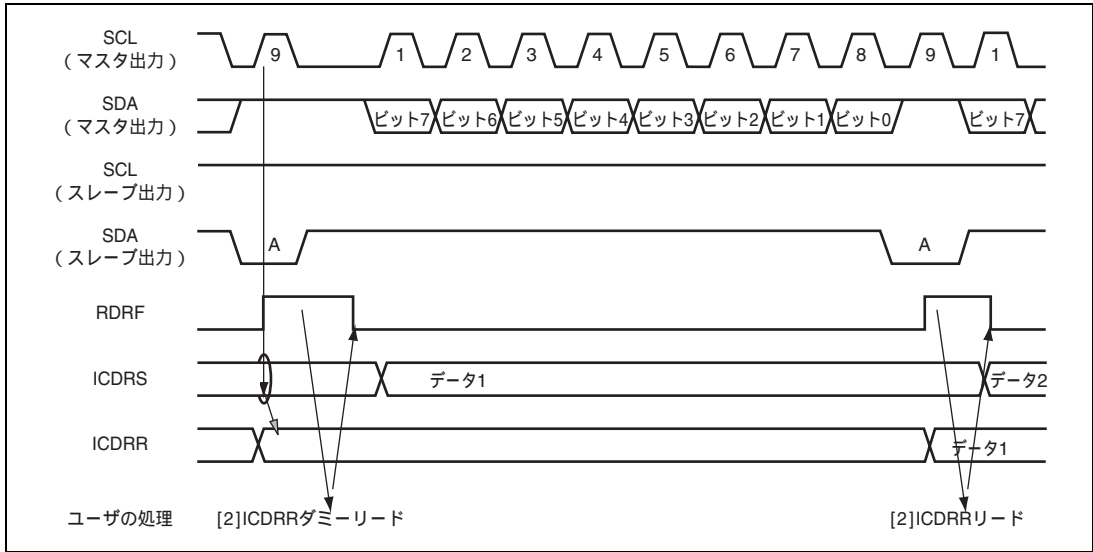 SCL
（マスタ出力）
9
1
2
3
4
5
6
7
8
9
1
SDA
（マスタ出力）
ビット7
ビット6
ビット5
ビット4
ビット3
ビット2
ビット1
ビット0
ビット7
SCL
（スレーブ出力）
SDA
（スレーブ出力）
A
A
RDRF
ICDRS
データ1
データ2
ICDRR
データ1
ユーザの処理
[2]ICDRRダミーリード
[2]ICDRRリード